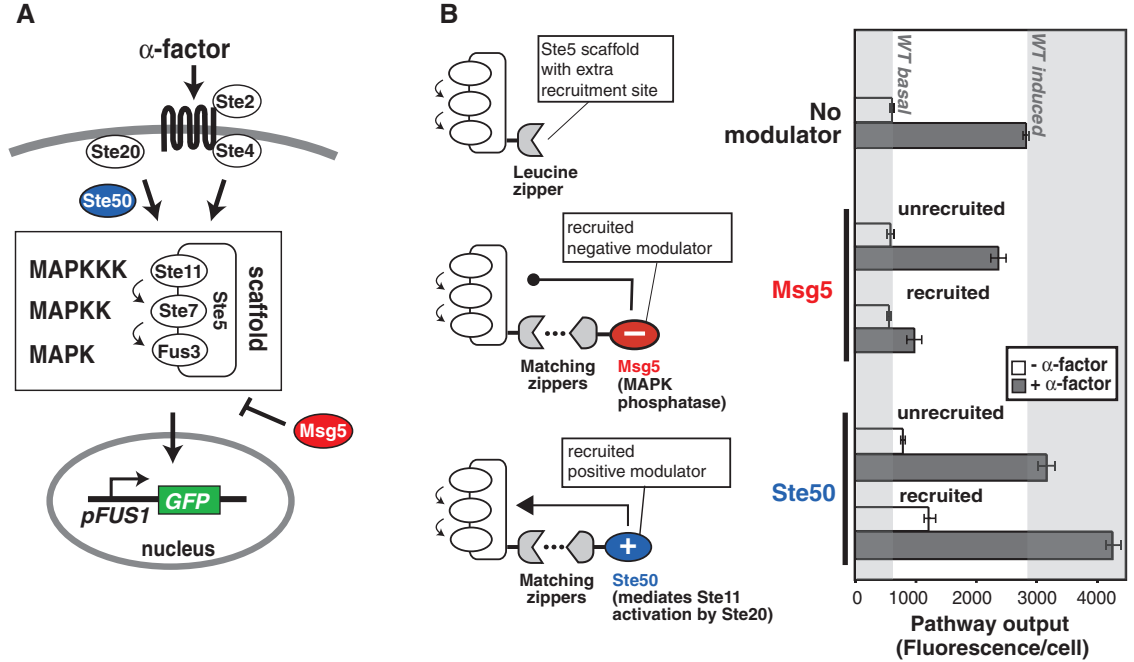 A
α-factor
Ste2
Ste20
Ste4
Ste50
MAPKKK
MAPKK
MAPK
Ste11
Ste7
Fus3
Ste5
scaffold
Msg5
pFUS1
GFP
nucleus
B
Ste5 scaffold
with extra
recruitment site
Leucine
zipper
recruited
negative modulator
−
Matching
zippers
Msg5
(MAPK
phosphatase)
recruited
positive modulator
+
Matching
zippers
Ste50
(mediates Ste11
activation by Ste20)
WT basal
WT induced
No
modulator
unrecruited
Msg5
recruited
- α-factor
+ α-factor
unrecruited
Ste50
recruited
0 1000 2000 3000 4000
Pathway output
(Fluorescence/cell)